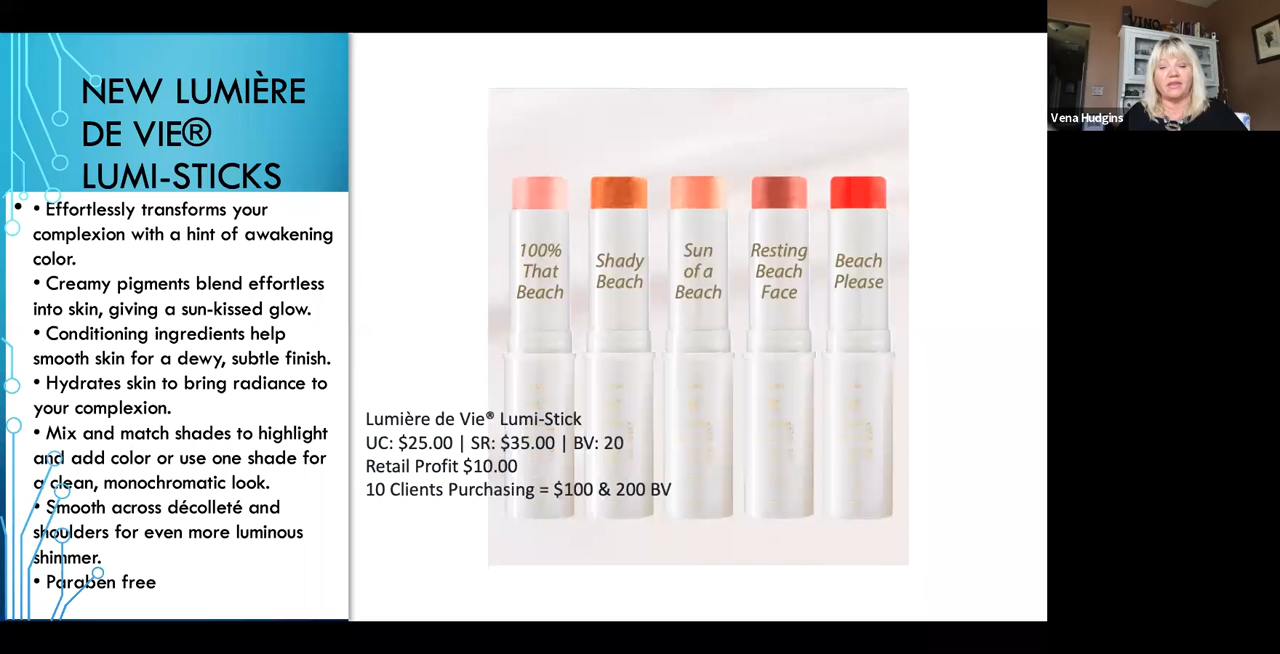 NEW LUMIÈRE
DE VIE®
LUMI-STICKS
• • Effortlessly transforms your
complexion with a hint of awakening
color.
• Creamy pigments blend effortless
into skin, giving a sun-kissed glow.
• Conditioning ingredients help
smooth skin for a dewy, subtle finish.
• Hydrates skin to bring radiance to
your complexion.
• Mix and match shades to highlight
and add color or use one shade for
a clean, monochromatic look.
• Smooth across décolleté and
shoulders for even more luminous
shimmer.
• Paraben free
100%
That
Beach
Shady
Beach
Sun
of a
Beach
Resting
Beach
Face
Beach
Please
Lumière de Vie® Lumi-Stick
UC: $25.00 | SR: $35.00 | BV: 20
Retail Profit $10.00
10 Clients Purchasing = $100 & 200 BV
VINO
Vena Hudgins